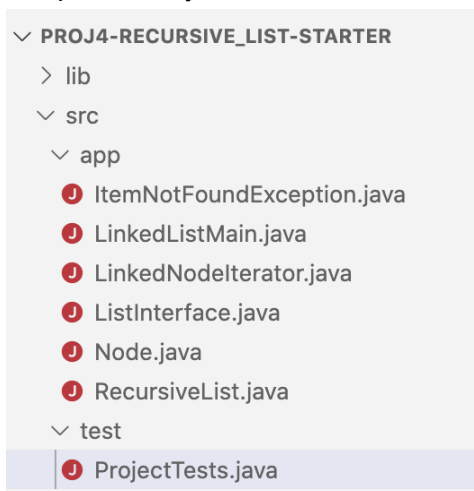 PROJ4-RECURSIVE_LIST-STARTER
lib
src
app
J ItemNotFoundException.java
J LinkedListMain.java
J LinkedNodeIterator.java
J ListInterface.java
J Node.java
J RecursiveList.java
test
J ProjectTests.java